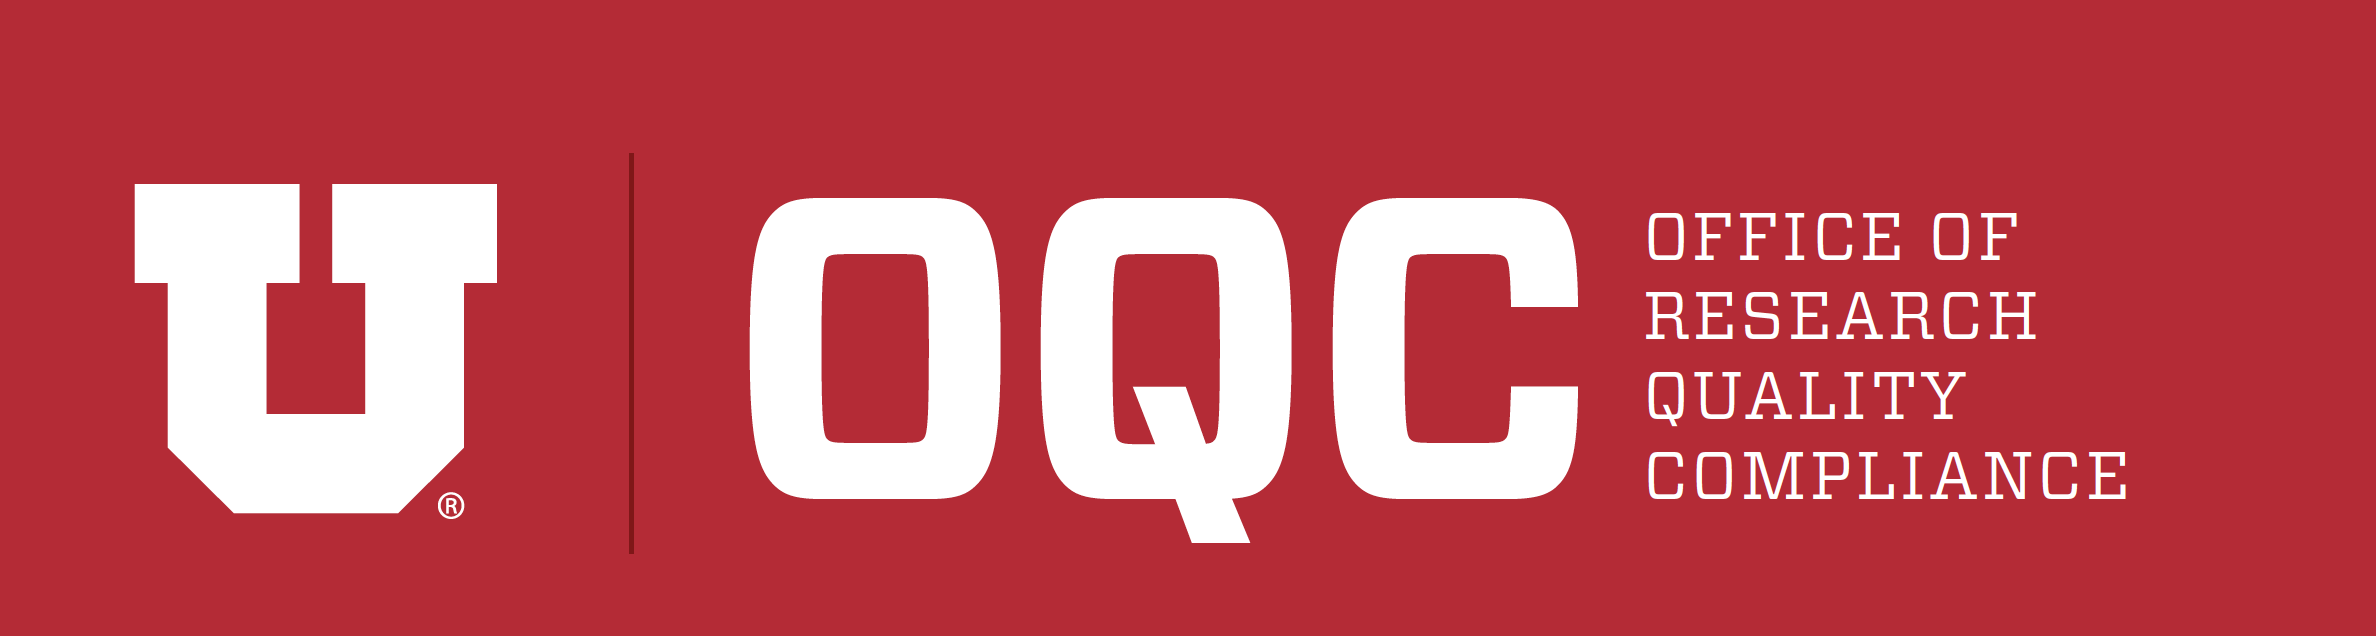 U®
OQC
OFFICE OF
RESEARCH
QUALITY
COMPLIANCE